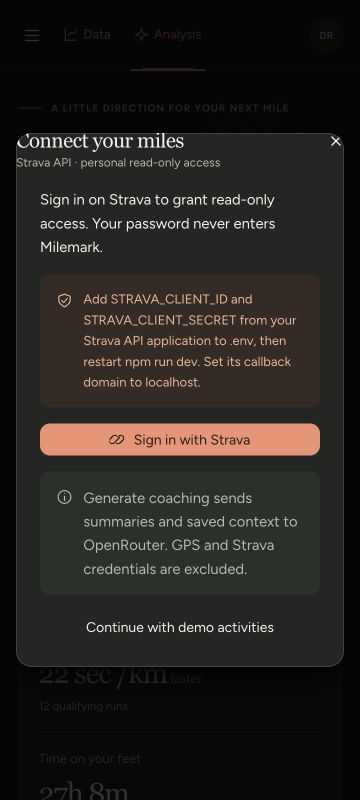 Data
Analysis
DR
A LITTLE DIRECTION FOR YOUR NEXT MILE
Connect your miles
Strava API · personal read-only access
Sign in on Strava to grant read-only
access. Your password never enters
Milemark.
Add STRAVA_CLIENT_ID and
STRAVA_CLIENT_SECRET from your
Strava API application to .env, then
restart npm run dev. Set its callback
domain to localhost.
Sign in with Strava
Generate coaching sends
summaries and saved context to
OpenRouter. GPS and Strava
credentials are excluded.
Continue with demo activities
22 sec /km faster
12 qualifying runs
Time on your feet
27h 8m